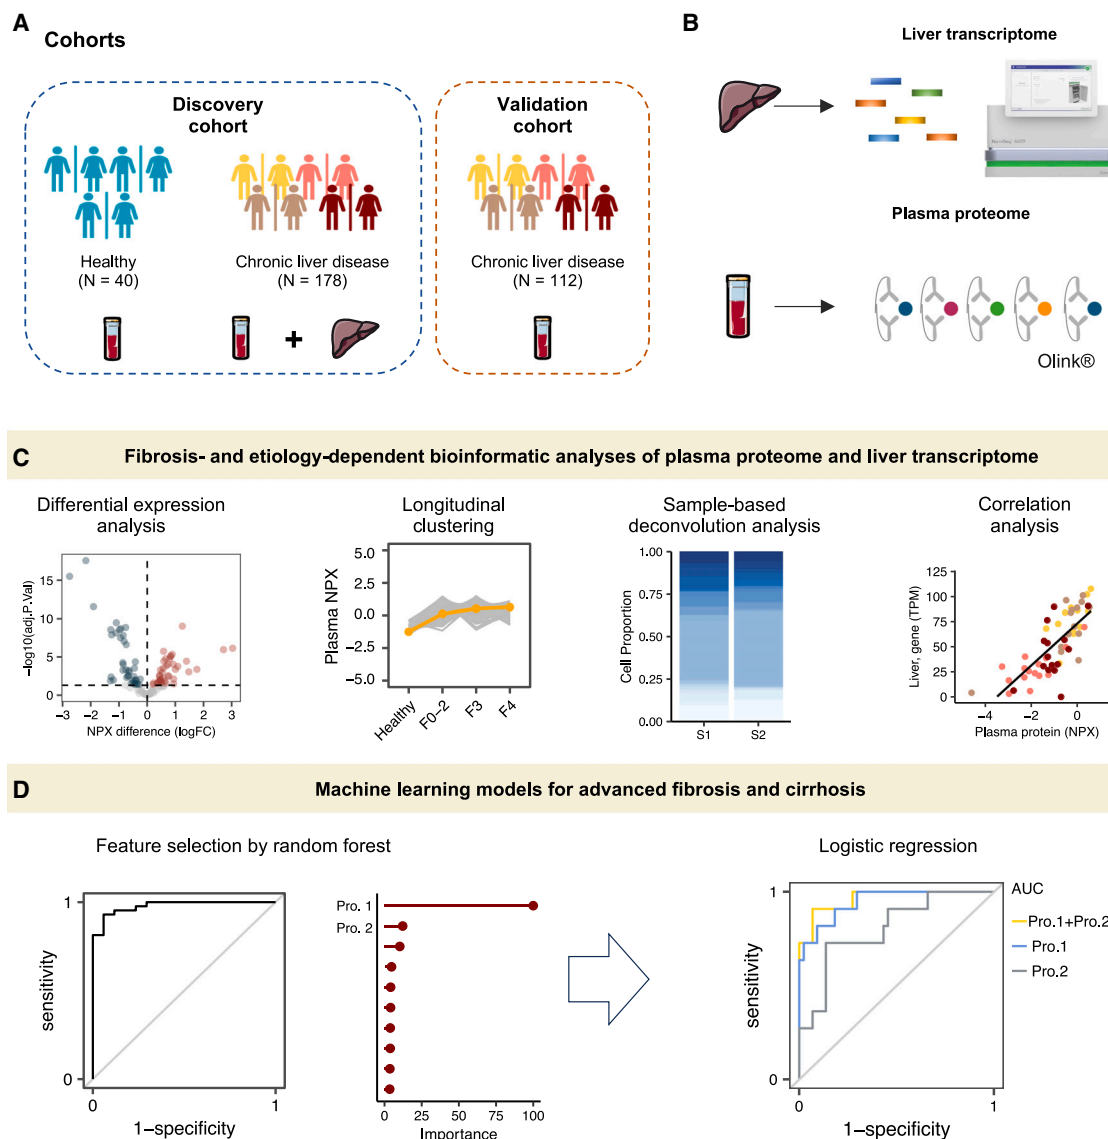 A
Cohorts
Discovery
cohort
Validation
cohort
Healthy
(N = 40)
Chronic liver disease
(N = 178)
Chronic liver disease
(N = 112)
+
B
Liver transcriptome
Plasma proteome
Olink®
C
Fibrosis- and etiology-dependent bioinformatic analyses of plasma proteome and liver transcriptome
Differential expression
analysis
−log10(adj.P.Val)
15
10
5
0
−3
−2
−1
0
1
2
3
NPX difference (logFC)
Longitudinal
clustering
Plasma NPX
5.0
2.5
0.0
−2.5
−5.0
Healthy
F0−2
F3
F4
Sample-based
deconvolution analysis
Cell Proportion
1.00
0.75
0.50
0.25
0.00
S1
S2
Correlation
analysis
Liver, gene (TPM)
125
100
75
50
25
0
−4
−2
0
Plasma protein (NPX)
D
Machine learning models for advanced fibrosis and cirrhosis
Feature selection by random forest
sensitivity
1
0
0
1
1−specificity
Pro. 1
Pro. 2
0
25
50
75
100
Importance
Logistic regression
sensitivity
1
0
0
1
1−specificity
AUC
Pro.1+Pro.2
Pro.1
Pro.2